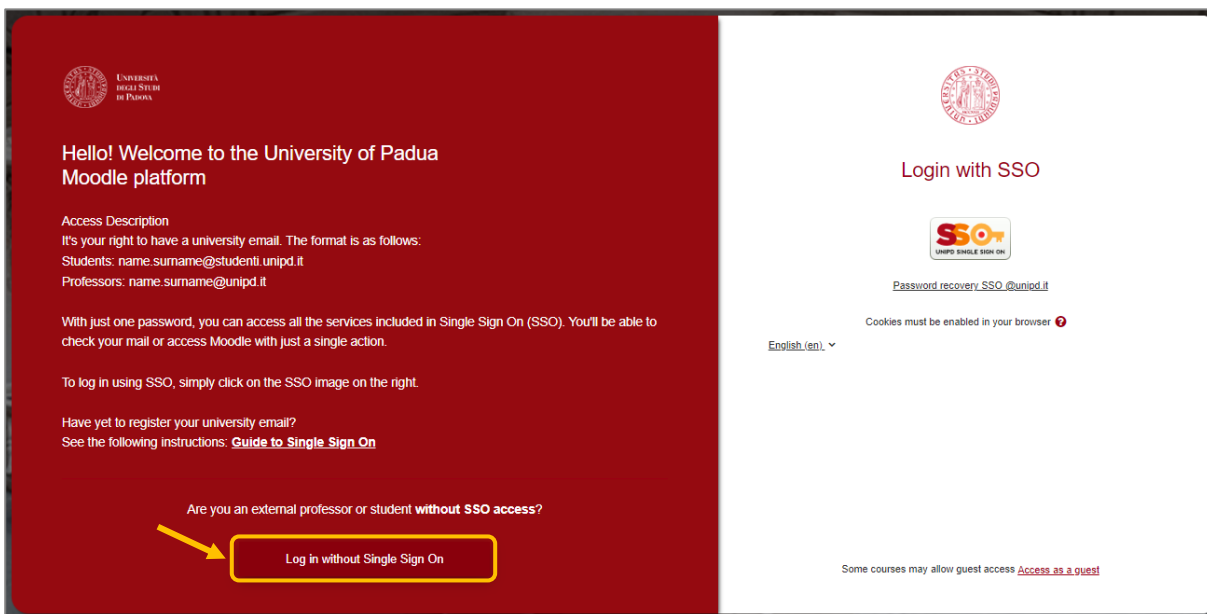 UNIVERSITÀ
DEGLI STUDI
DI PADOVA
Hello! Welcome to the University of Padua
Moodle platform
Access Description
It's your right to have a university email. The format is as follows:
Students: name.surname@studenti.unipd.it
Professors: name.surname@unipd.it
With just one password, you can access all the services included in Single Sign On (SSO). You'll be able to
check your mail or access Moodle with just a single action.
To log in using SSO, simply click on the SSO image on the right.
Have yet to register your university email?
See the following instructions: Guide to Single Sign On
Are you an external professor or student without SSO access?
Log in without Single Sign On
Login with SSO
SSO
UNIPD SINGLE SIGN ON
Password recovery SSO @unipd.it
Cookies must be enabled in your browser ?
English (en)
Some courses may allow guest access Access as a guest